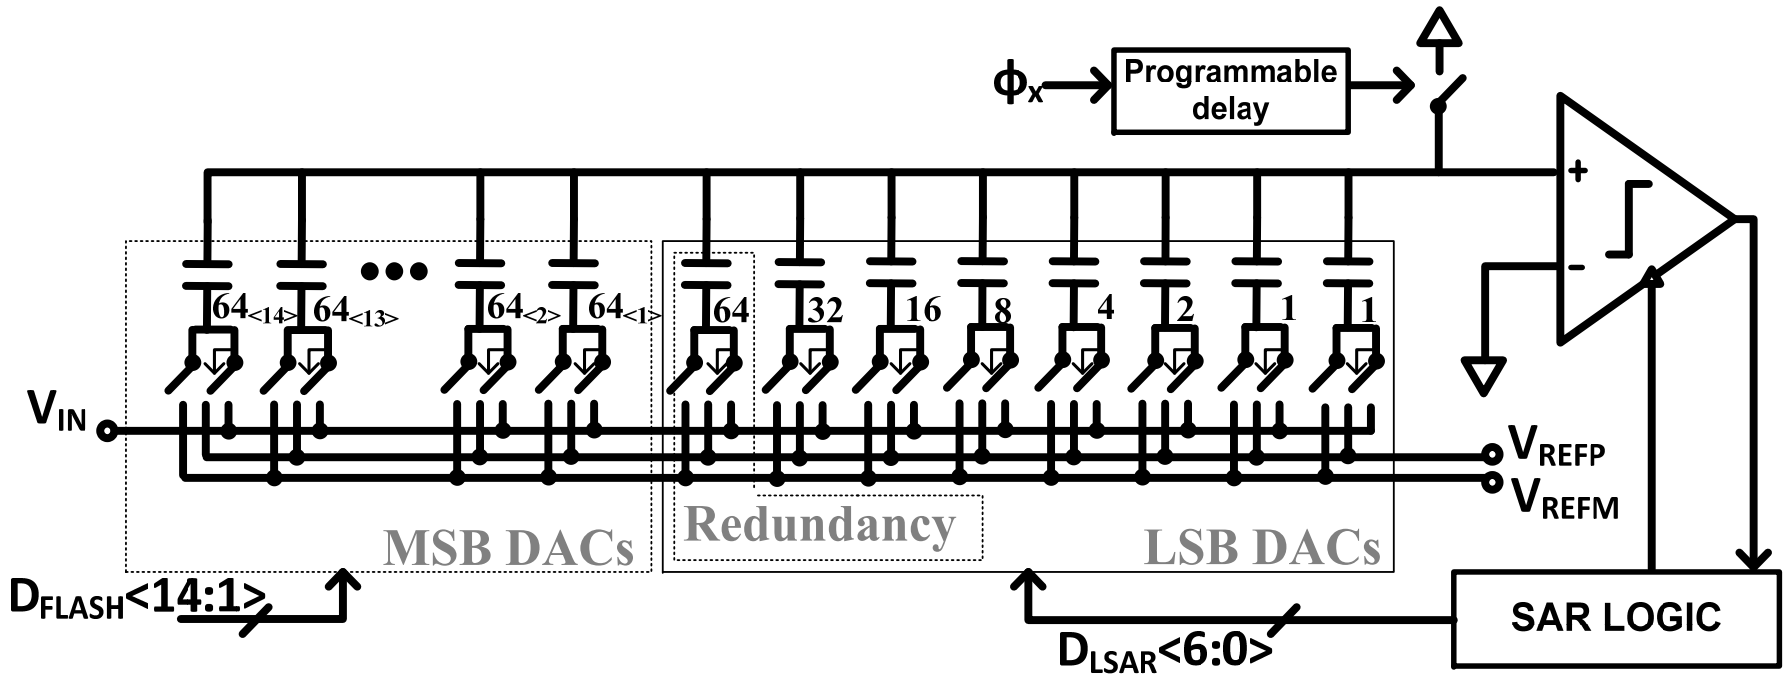 ϕx
Programmable
delay
+
-
64<14>
64<13>
64<2>
64<1>
64
32
16
8
4
2
1
1
VIN
VREFP
VREFM
Redundancy
MSB DACs
LSB DACs
DFLASH<14:1>
DLSAR<6:0>
SAR LOGIC